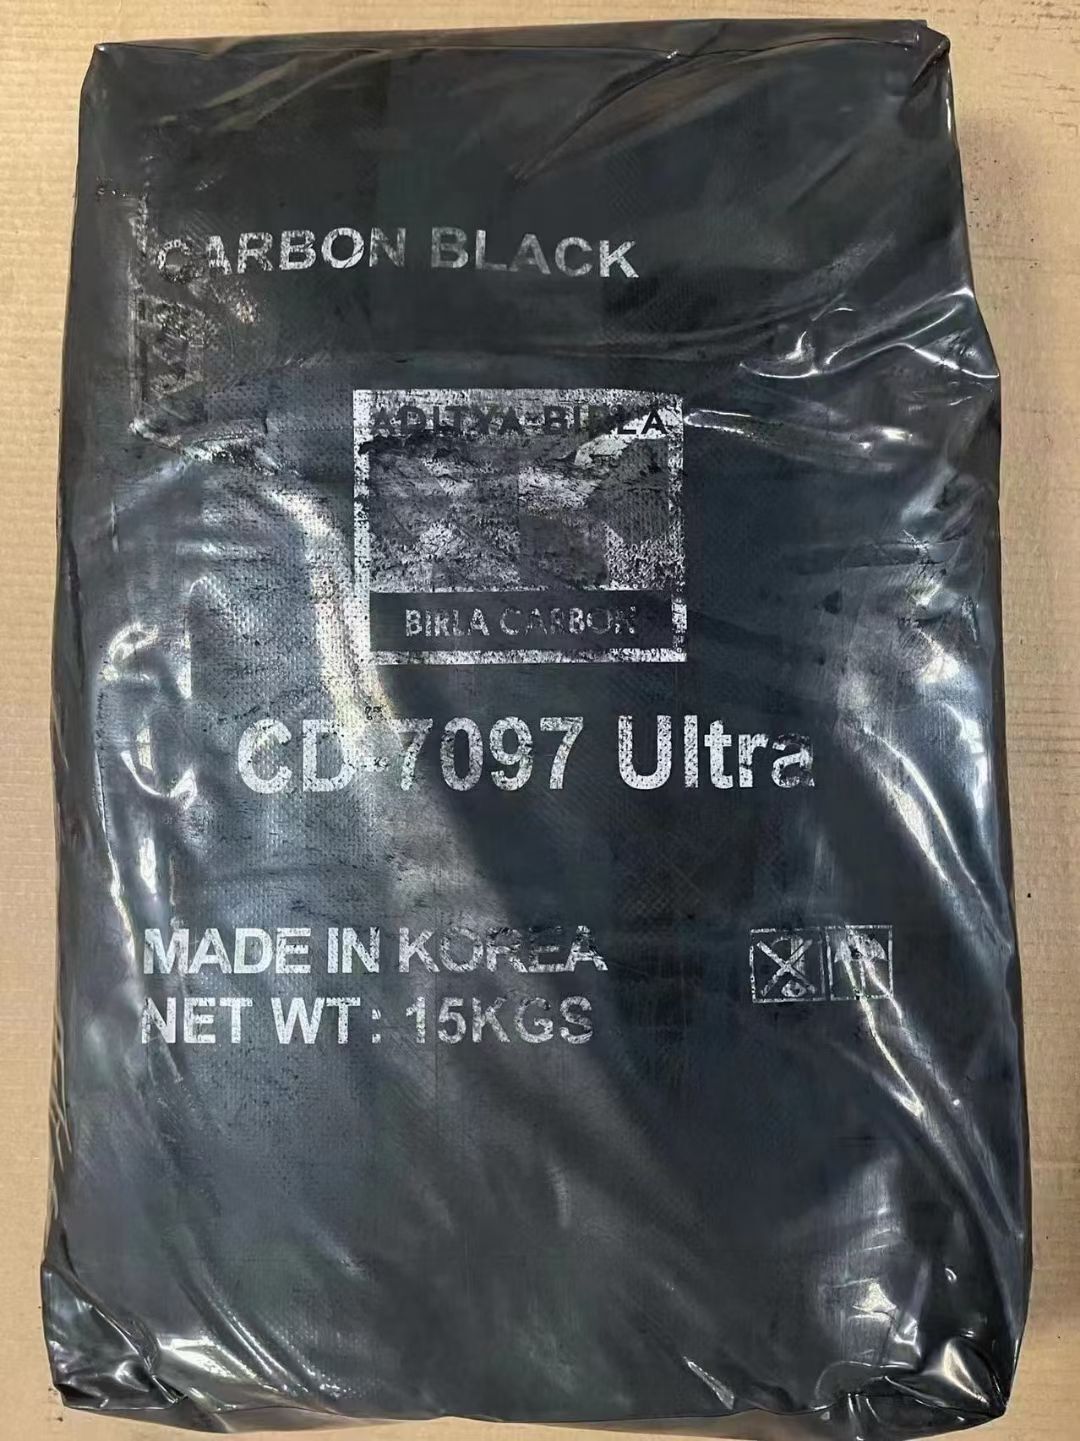 CARBON BLACK
ADITYA BIRLA
BIRLA CARBON
CD 7097 Ultra
MADE IN KOREA
NET WT: 15KGS